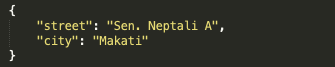 {
    "street": "Sen. Neptali A",
    "city": "Makati"
}